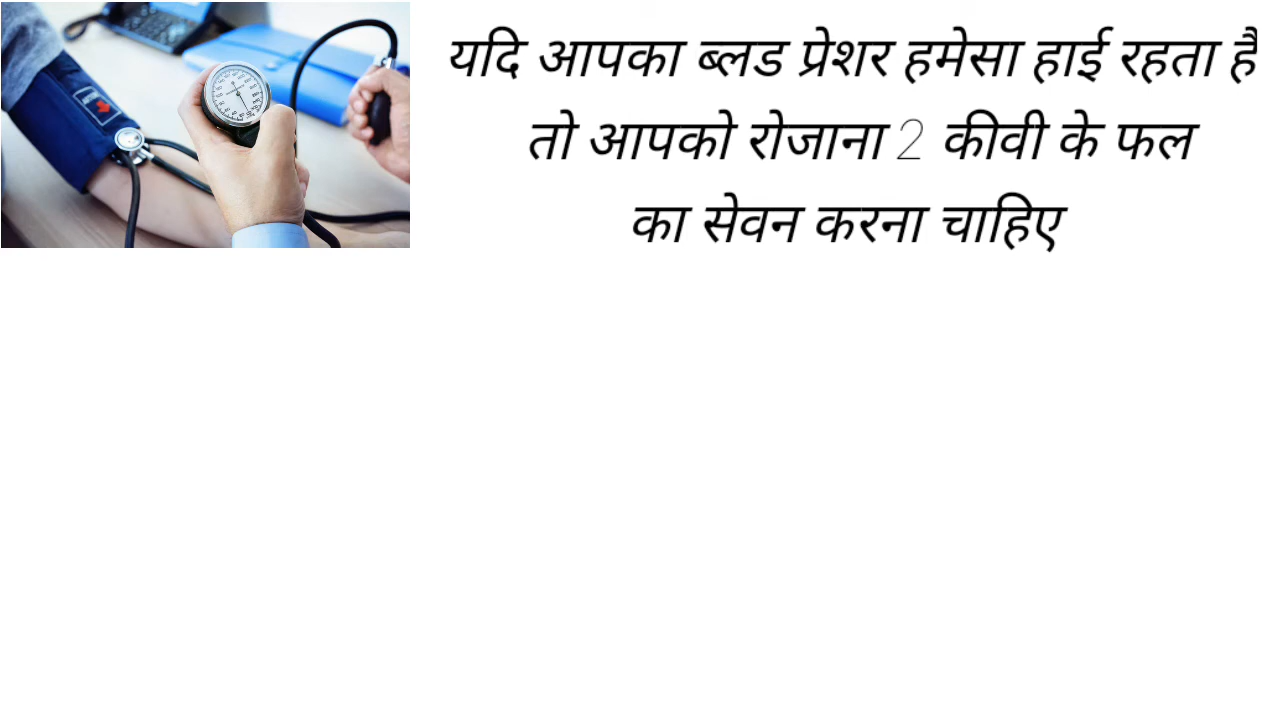 यदि आपका ब्लड प्रेशर हमेसा हाई रहता है
तो आपको रोजाना 2 कीवी के फल
का सेवन करना चाहिए